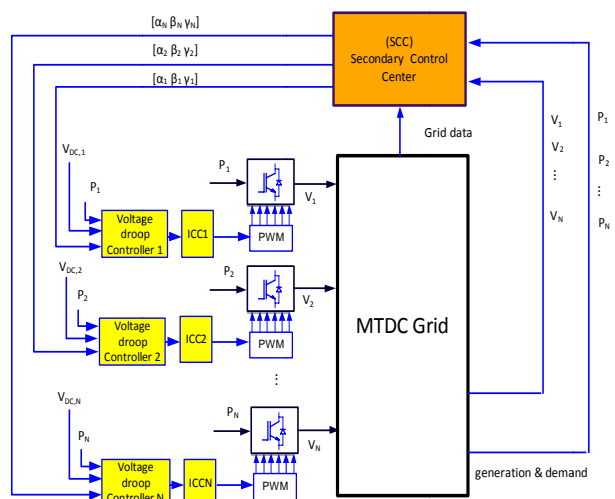 [αN βN γN]
[α2 β2 γ2]
[α1 β1 γ1]
(SCC)
Secondary Control
Center
Grid data
V1
V2
⋮
VN
P1
P2
⋮
PN
VDC,1
P1
Voltage
droop
Controller 1
ICC1
PWM
P1
V1
VDC,2
P2
Voltage
droop
Controller 2
ICC2
PWM
P2
V2
⋮
VDC,N
PN
Voltage
droop
Controller N
ICCN
PWM
PN
VN
MTDC Grid
generation & demand